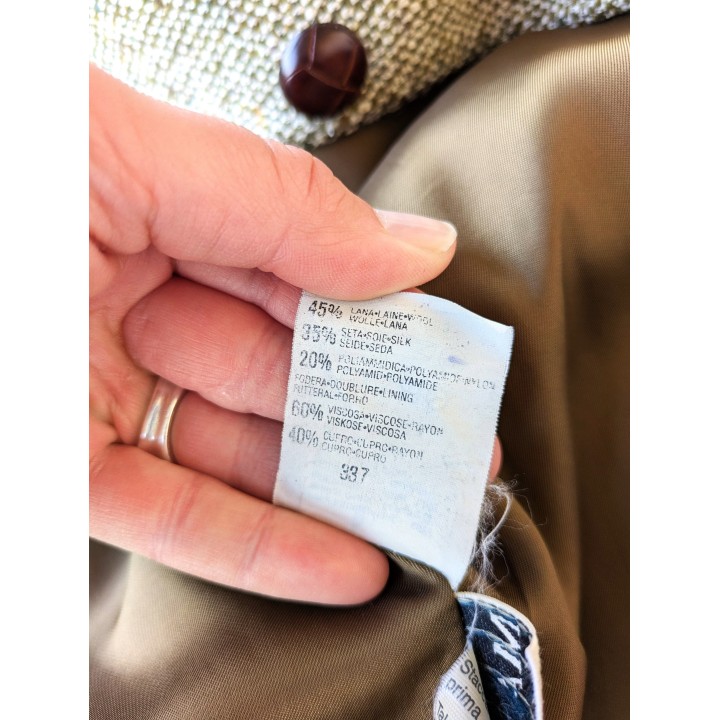 45% LANA•LAINE•WOOL
WOLLE•LANA
35% SETA•SOIE•SILK
SEIDE•SEDA
20% POLIAMMIDICA•POLYAMIDE•NYLON
POLYAMID•POLYAMIDE
FODERA•DOUBLURE•LINING
FUTTERAL•FORRO
60% VISCOSA•VISCOSE•RAYON
VISKOSE•VISCOSA
40% CUPRO•CUPRO•RAYON
CUPRO•CUPRO
337
prima